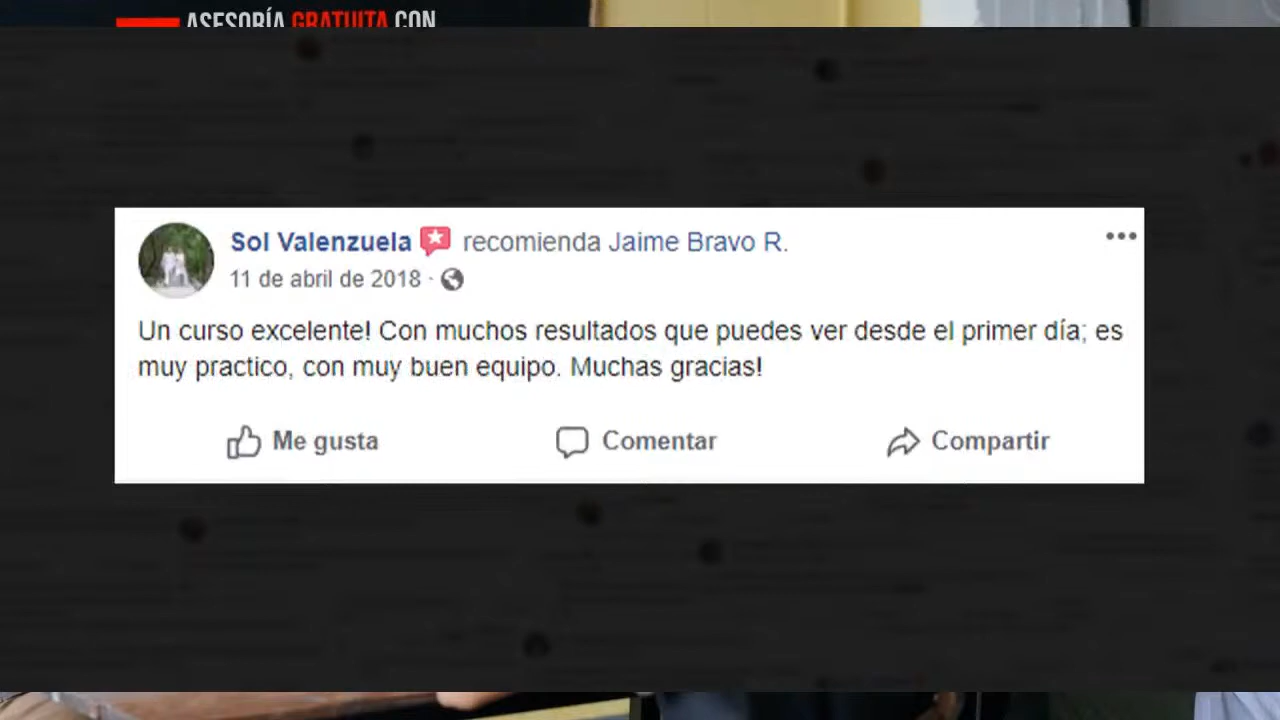 ASESORÍA GRATUITA CON
Sol Valenzuela recomienda Jaime Bravo R.
11 de abril de 2018 ·
Un curso excelente! Con muchos resultados que puedes ver desde el primer día; es
muy practico, con muy buen equipo. Muchas gracias!
Me gusta Comentar Compartir